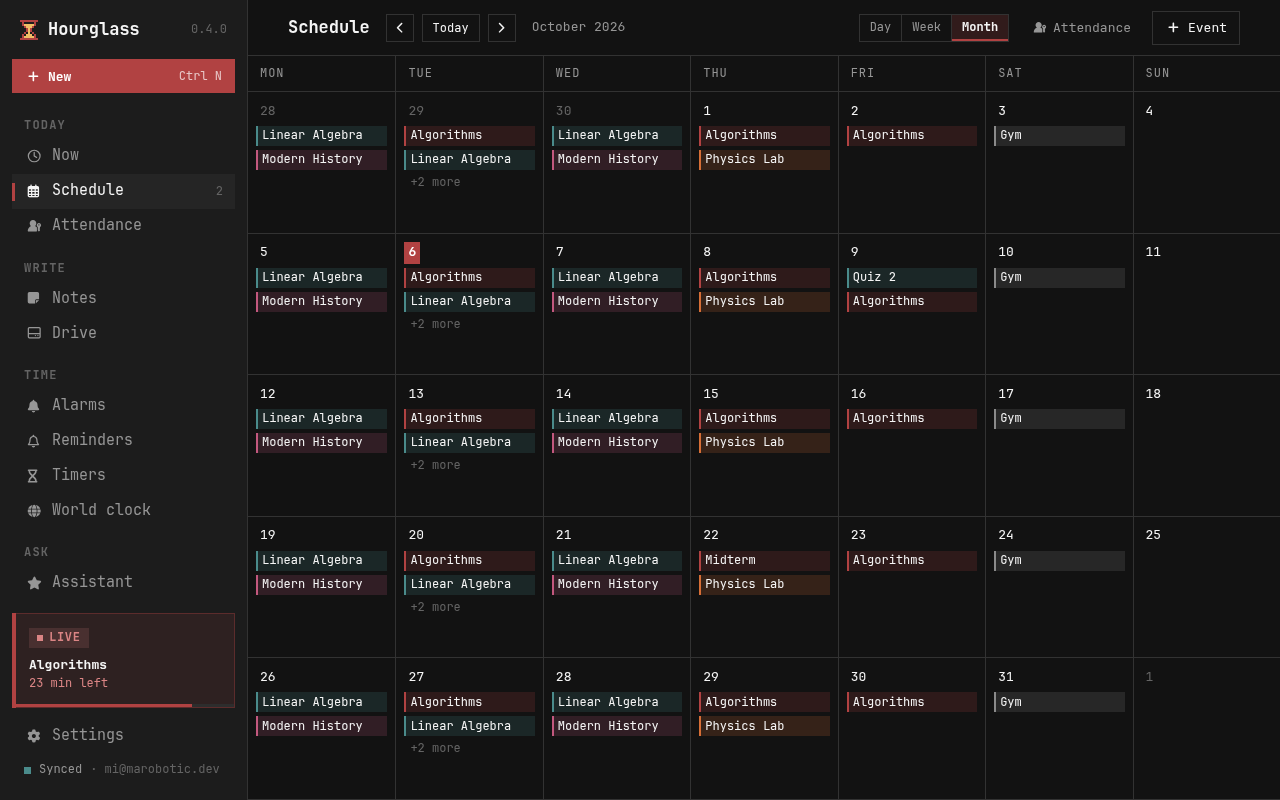 Hourglass 0.4.0
+ New Ctrl N
TODAY
Now
Schedule 2
Attendance
WRITE
Notes
Drive
TIME
Alarms
Reminders
Timers
World clock
ASK
Assistant
LIVE
Algorithms
23 min left
Settings
Synced · mi@marobotic.dev
Schedule < Today > October 2026 Day Week Month Attendance + Event
MON TUE WED THU FRI SAT SUN
28 29 30 1 2 3 4
Linear Algebra Algorithms Linear Algebra Algorithms Algorithms Gym
Modern History Linear Algebra Modern History Physics Lab
+2 more
5 6 7 8 9 10 11
Linear Algebra Algorithms Linear Algebra Algorithms Quiz 2 Gym
Modern History Linear Algebra Modern History Physics Lab Algorithms
+2 more
12 13 14 15 16 17 18
Linear Algebra Algorithms Linear Algebra Algorithms Algorithms Gym
Modern History Linear Algebra Modern History Physics Lab
+2 more
19 20 21 22 23 24 25
Linear Algebra Algorithms Linear Algebra Midterm Algorithms Gym
Modern History Linear Algebra Modern History Physics Lab
+2 more
26 27 28 29 30 31 1
Linear Algebra Algorithms Linear Algebra Algorithms Algorithms Gym
Modern History Linear Algebra Modern History Physics Lab
+2 more